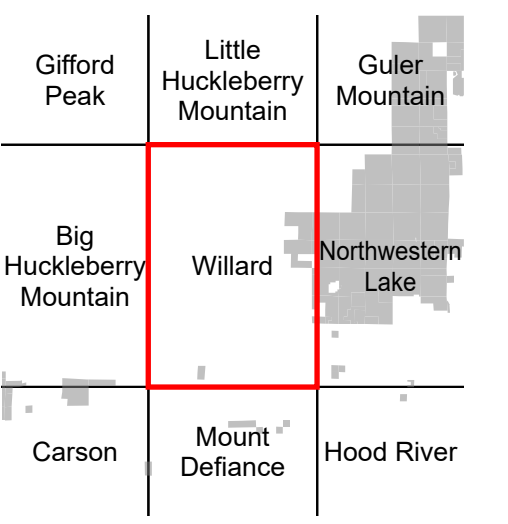 Gifford
Peak
Little
Huckleberry
Mountain
Guler
Mountain
Big
Huckleberry
Mountain
Willard
Northwestern
Lake
Carson
Mount
Defiance
Hood River